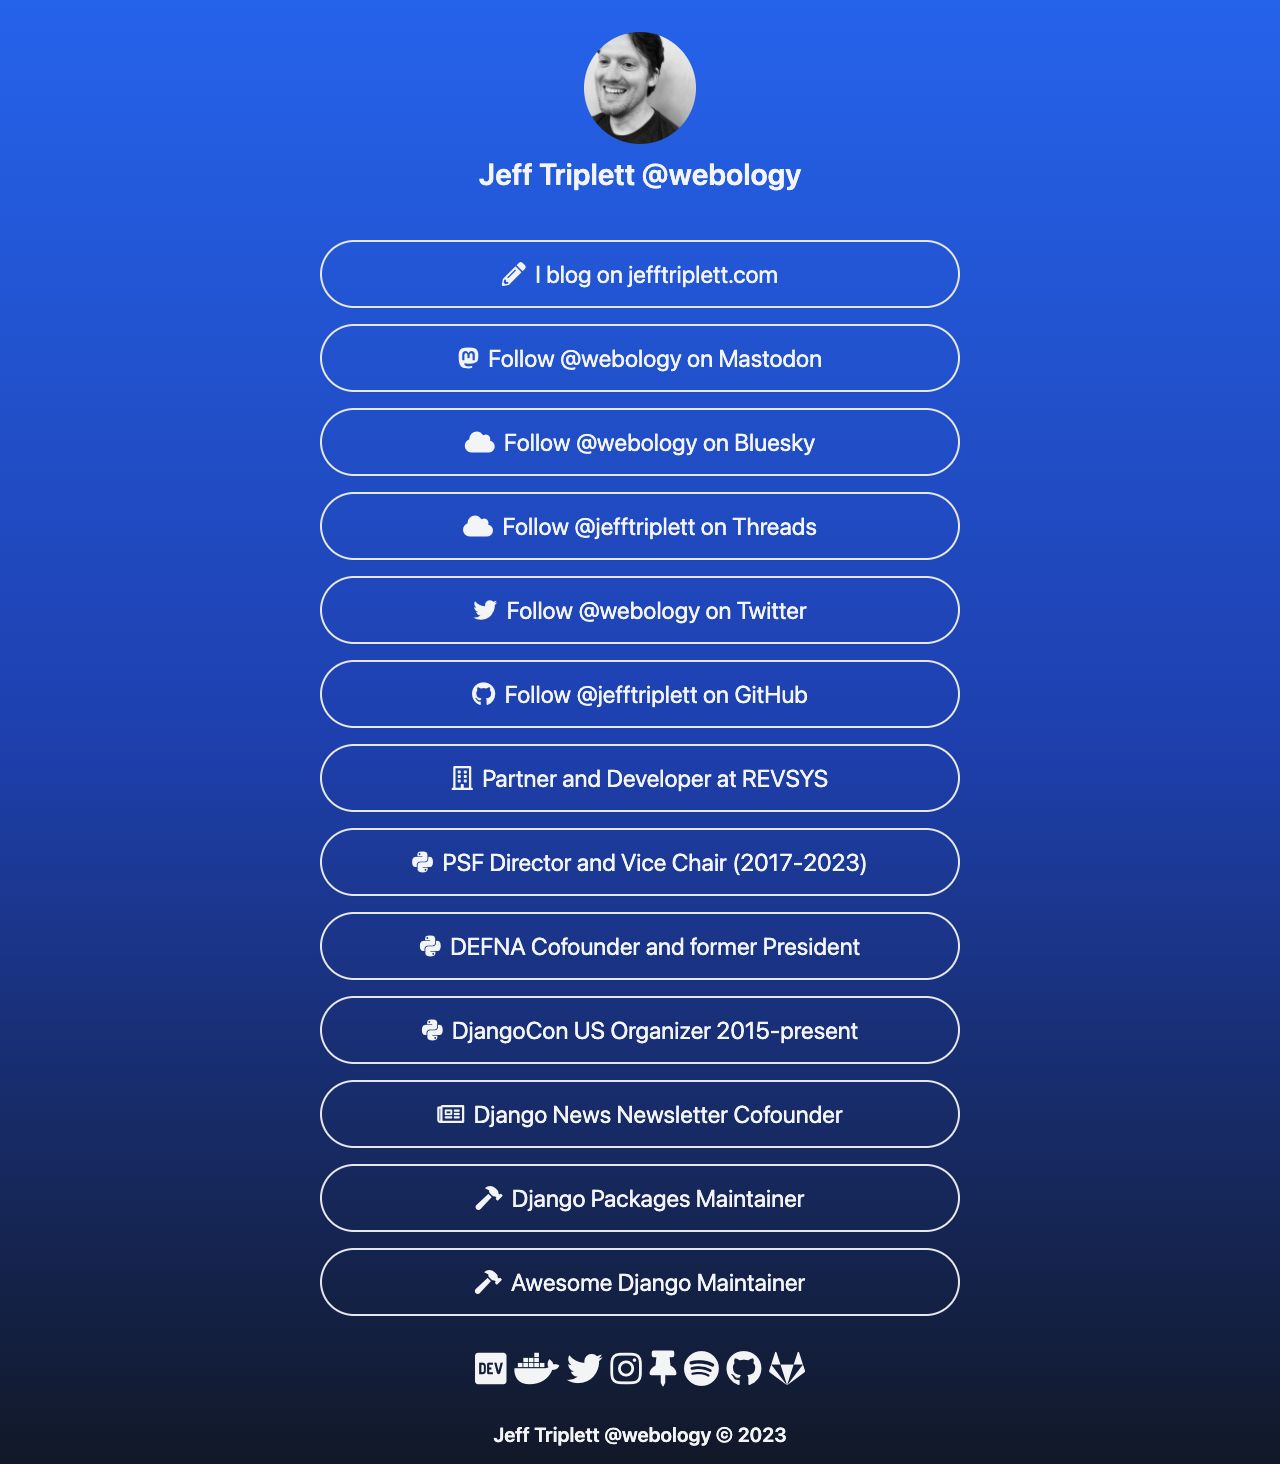 Jeff Triplett @webology
I blog on jefftriplett.com
Follow @webology on Mastodon
Follow @webology on Bluesky
Follow @jefftriplett on Threads
Follow @webology on Twitter
Follow @jefftriplett on GitHub
Partner and Developer at REVSYS
PSF Director and Vice Chair (2017-2023)
DEFNA Cofounder and former President
DjangoCon US Organizer 2015-present
Django News Newsletter Cofounder
Django Packages Maintainer
Awesome Django Maintainer
DEV
Jeff Triplett @webology © 2023